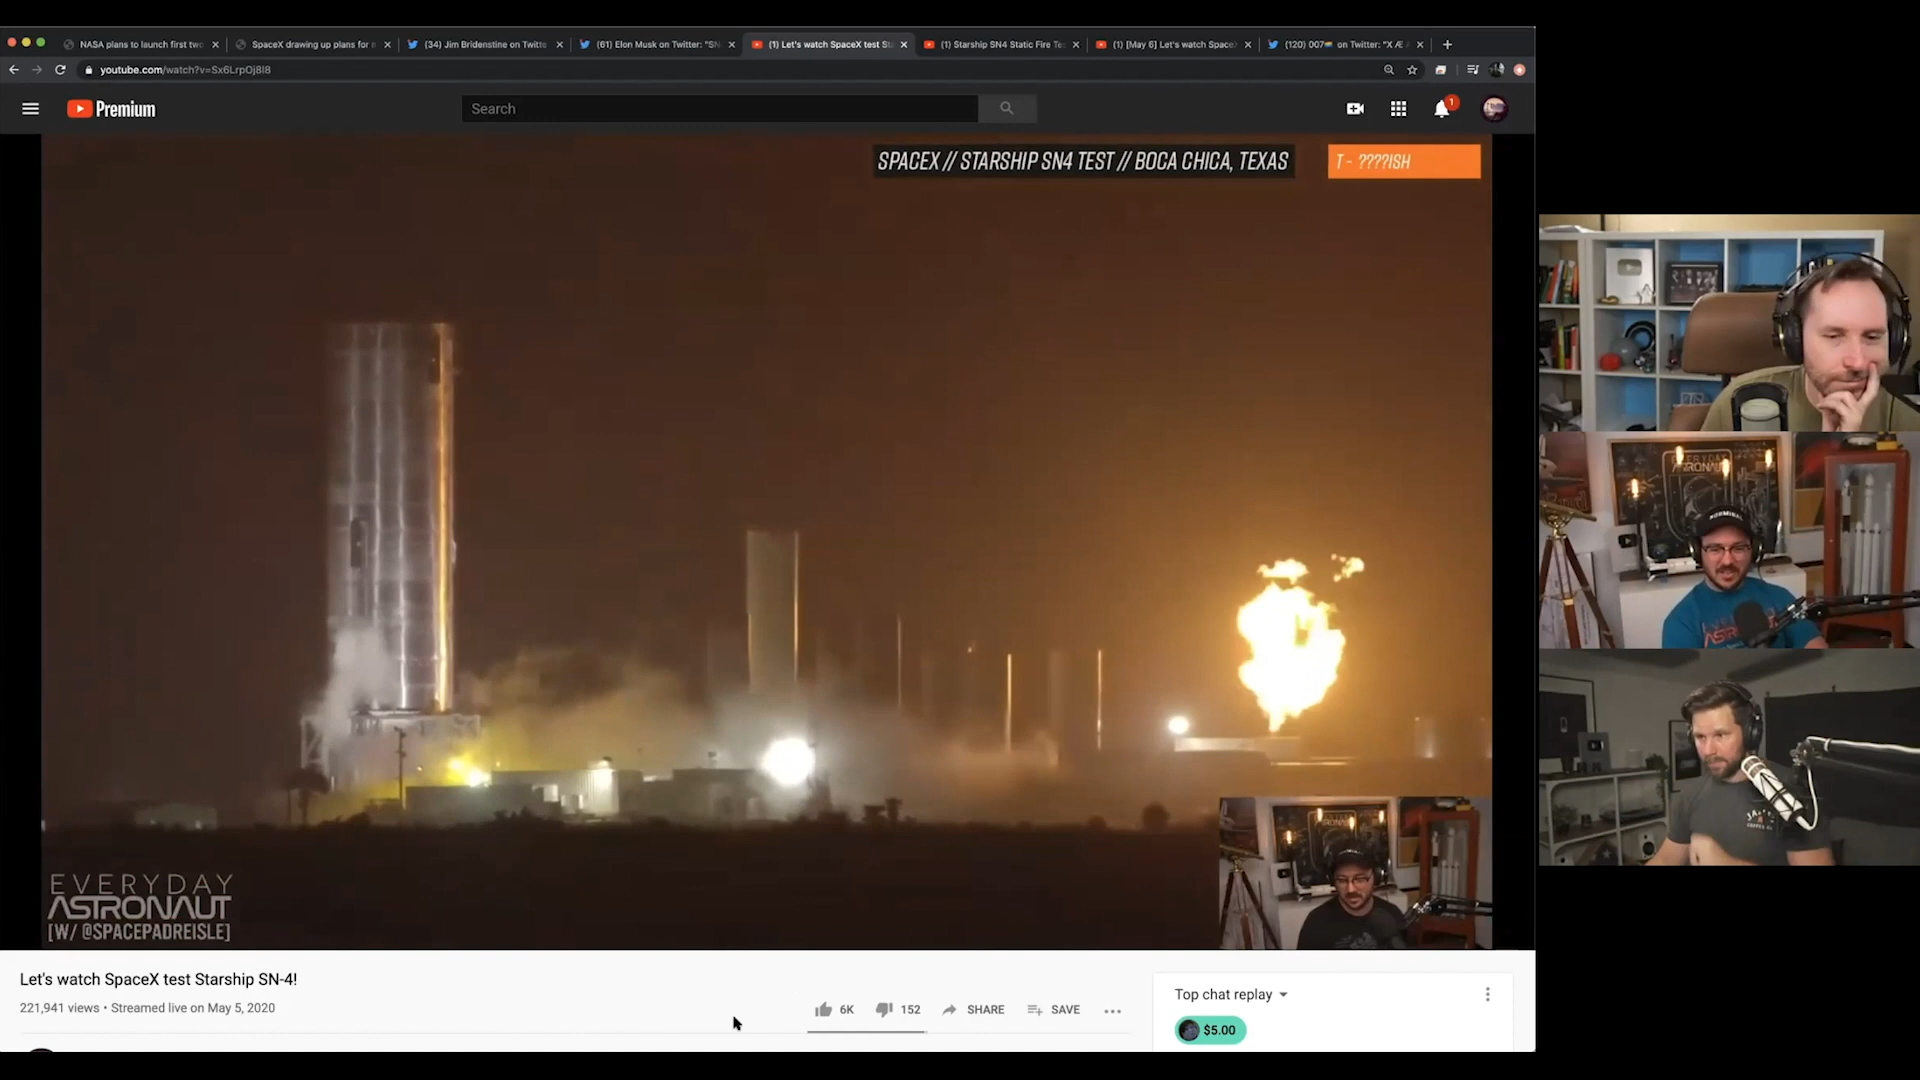 NASA plans to launch first two
SpaceX drawing up plans for
(34) Jim Bridenstine on Twitte
(61) Elon Musk on Twitter: "SN
(1) Let's watch SpaceX test St
(1) Starship SN4 Static Fire Te
(1) [May 6] Let's watch Space
(120) 007 on Twitter: "X Æ A
youtube.com/watch?v=Sx6LrpOj8I8
Premium
Search
1
SPACEX // STARSHIP SN4 TEST // BOCA CHICA, TEXAS
T - ????ISH
EVERYDAY
ASTRONAUT
[W/ @SPACEPADREISLE]
EVERYDAY
ASTRONAUT
Let's watch SpaceX test Starship SN-4!
221,941 views • Streamed live on May 5, 2020
6K
152
SHARE
SAVE
Top chat replay
$5.00